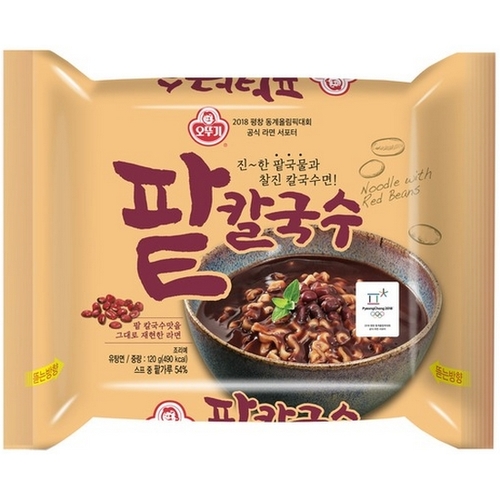 팥칼국수
오뚜기
2018 평창 동계올림픽대회
공식 라면 서포터
진~한 팥국물과
찰진 칼국수면!
팥칼국수
Noodle with
Red Beans
PyeongChang 2018
팥 칼국수맛을
그대로 재현한 라면
조리예
유탕면 / 중량 : 120 g(490 kcal)
스프 중 팥가루 54%
뜯는방향
뜯는방향
팥칼국수